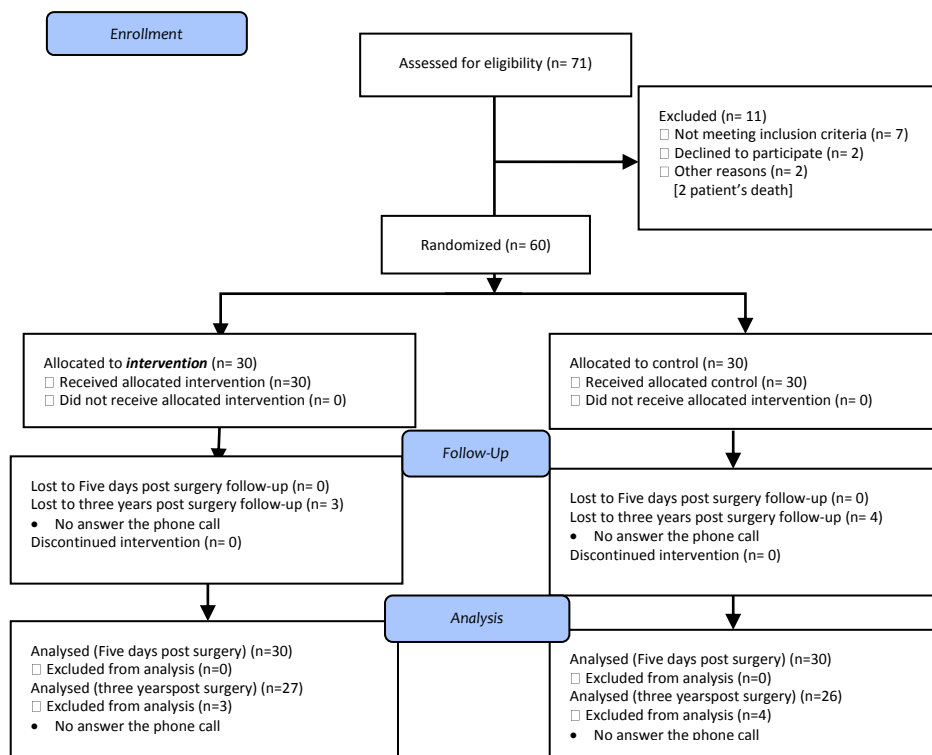 Enrollment
Assessed for eligibility (n= 71)
Excluded (n= 11)
□ Not meeting inclusion criteria (n= 7)
□ Declined to participate (n= 2)
□ Other reasons (n= 2)
[2 patient’s death]
Randomized (n= 60)
Allocated to intervention (n= 30)
□ Received allocated intervention (n=30)
□ Did not receive allocated intervention (n= 0)
Allocated to control (n= 30)
□ Received allocated control (n= 30)
□ Did not receive allocated intervention (n= 0)
Follow-Up
Lost to Five days post surgery follow-up (n= 0)
Lost to three years post surgery follow-up (n= 3)
• No answer the phone call
Discontinued intervention (n= 0)
Lost to Five days post surgery follow-up (n= 0)
Lost to three years post surgery follow-up (n= 4)
• No answer the phone call
Discontinued intervention (n= 0)
Analysis
Analysed (Five days post surgery) (n=30)
□ Excluded from analysis (n=0)
Analysed (three yearspost surgery) (n=27)
□ Excluded from analysis (n=3)
• No answer the phone call
Analysed (Five days post surgery) (n=30)
□ Excluded from analysis (n=0)
Analysed (three yearspost surgery) (n=26)
□ Excluded from analysis (n=4)
• No answer the phone call